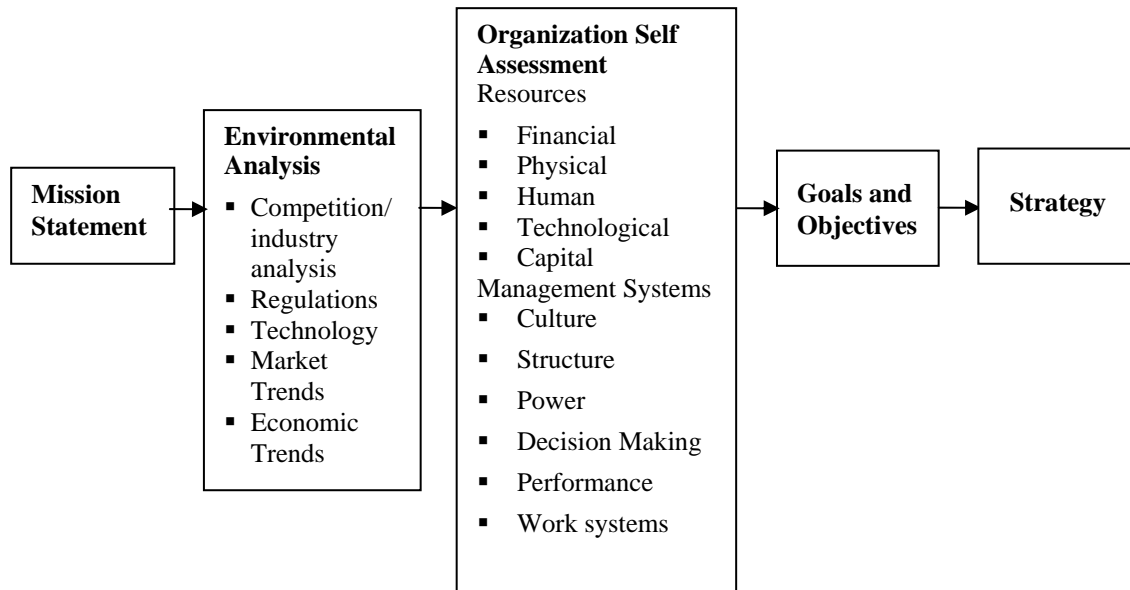 Mission
Statement
Environmental
Analysis
▪ Competition/
industry
analysis
▪ Regulations
▪ Technology
▪ Market
Trends
▪ Economic
Trends
Organization Self
Assessment
Resources
▪ Financial
▪ Physical
▪ Human
▪ Technological
▪ Capital
Management Systems
▪ Culture
▪ Structure
▪ Power
▪ Decision Making
▪ Performance
▪ Work systems
Goals and
Objectives
Strategy